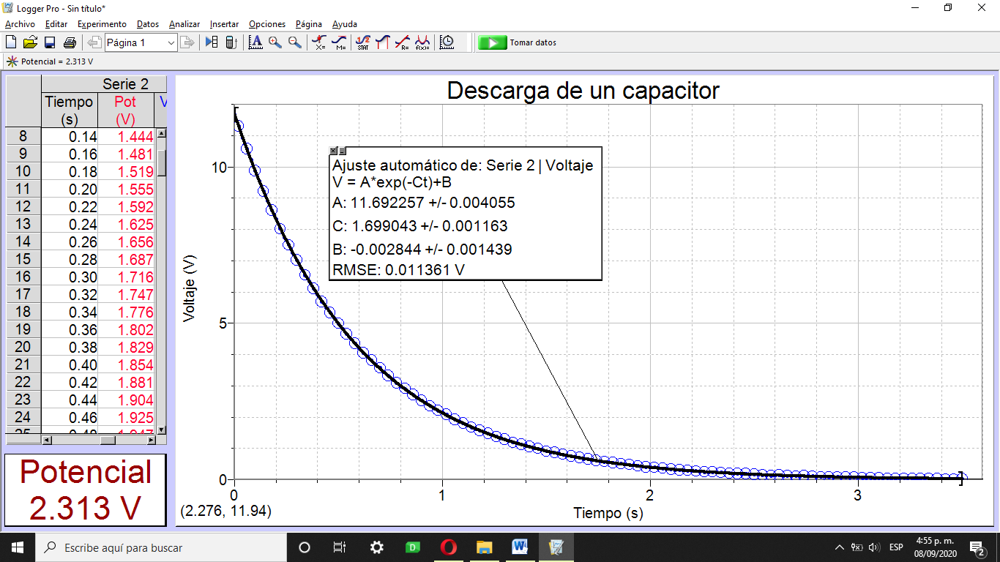 Logger Pro - Sin título*
Archivo Editar Experimento Datos Analizar Insertar Opciones Página Ayuda
Página 1
X= M= STAT R= f(x)= Tomar datos
Potencial = 2.313 V
Serie 2
Tiempo Pot V
(s) (V)
8 0.14 1.444
9 0.16 1.481
10 0.18 1.519
11 0.20 1.555
12 0.22 1.592
13 0.24 1.625
14 0.26 1.656
15 0.28 1.687
16 0.30 1.716
17 0.32 1.747
18 0.34 1.776
19 0.36 1.802
20 0.38 1.829
21 0.40 1.854
22 0.42 1.881
23 0.44 1.904
24 0.46 1.925
25 0.48 1.947
Potencial
2.313 V
Descarga de un capacitor
Ajuste automático de: Serie 2 | Voltaje
V = A*exp(-Ct)+B
A: 11.692257 +/- 0.004055
C: 1.699043 +/- 0.001163
B: -0.002844 +/- 0.001439
RMSE: 0.011361 V
Voltaje (V)
10
5
0
0 1 2 3
(2.276, 11.94)
Tiempo (s)
Escribe aquí para buscar
D
W
ESP
4:55 p. m.
08/09/2020
2